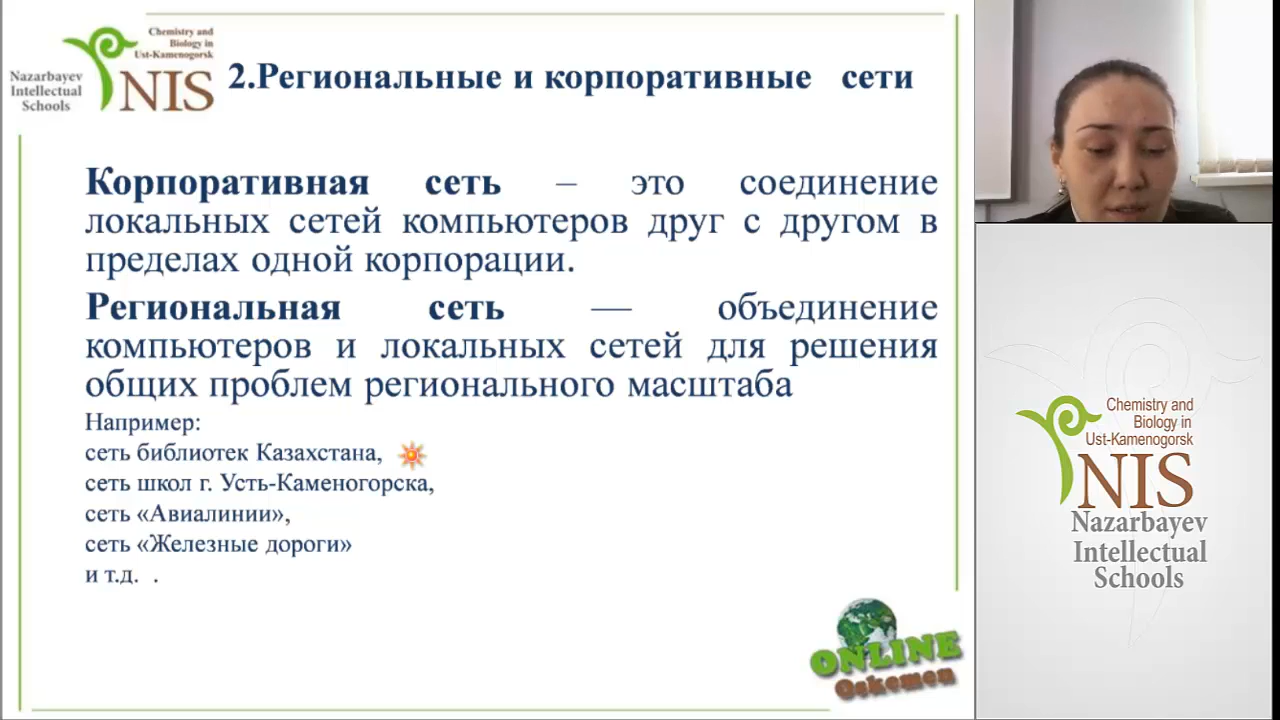 Chemistry and
Biology in
Ust-Kamenogorsk
Nazarbayev
Intellectual
Schools
NIS
2.Региональные и корпоративные сети
Корпоративная сеть – это соединение
локальных сетей компьютеров друг с другом в
пределах одной корпорации.
Региональная сеть — объединение
компьютеров и локальных сетей для решения
общих проблем регионального масштаба
Например:
сеть библиотек Казахстана,
сеть школ г. Усть-Каменогорска,
сеть «Авиалинии»,
сеть «Железные дороги»
и т.д. .
ONLINE
Oskemen
Chemistry and
Biology in
Ust-Kamenogorsk
NIS
Nazarbayev
Intellectual
Schools